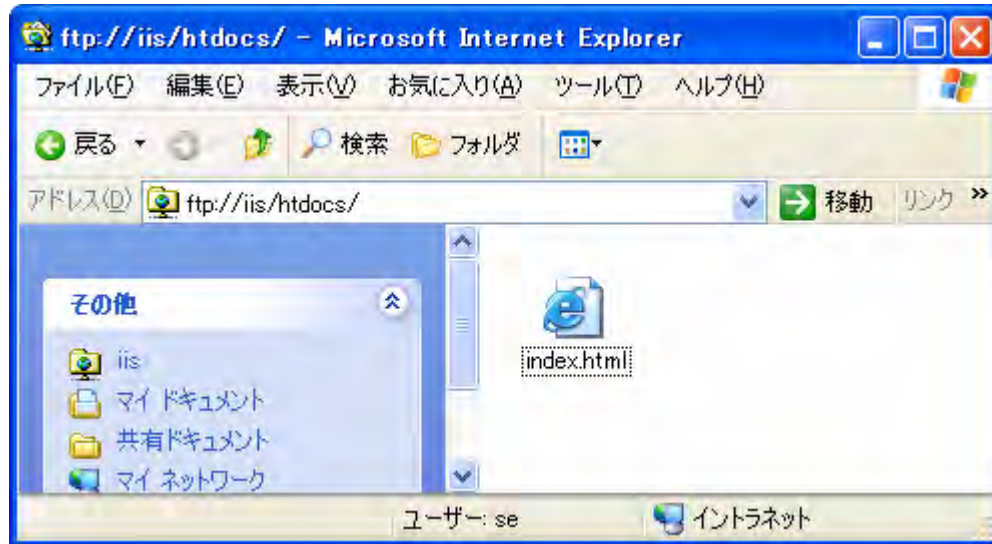 ftp://iis/htdocs/ - Microsoft Internet Explorer
ファイル(F) 編集(E) 表示(V) お気に入り(A) ツール(T) ヘルプ(H)
戻る 検索 フォルダ
アドレス(D) ftp://iis/htdocs/ 移動 リンク »
その他
iis
マイ ドキュメント
共有ドキュメント
マイ ネットワーク
index.html
ユーザー: se イントラネット